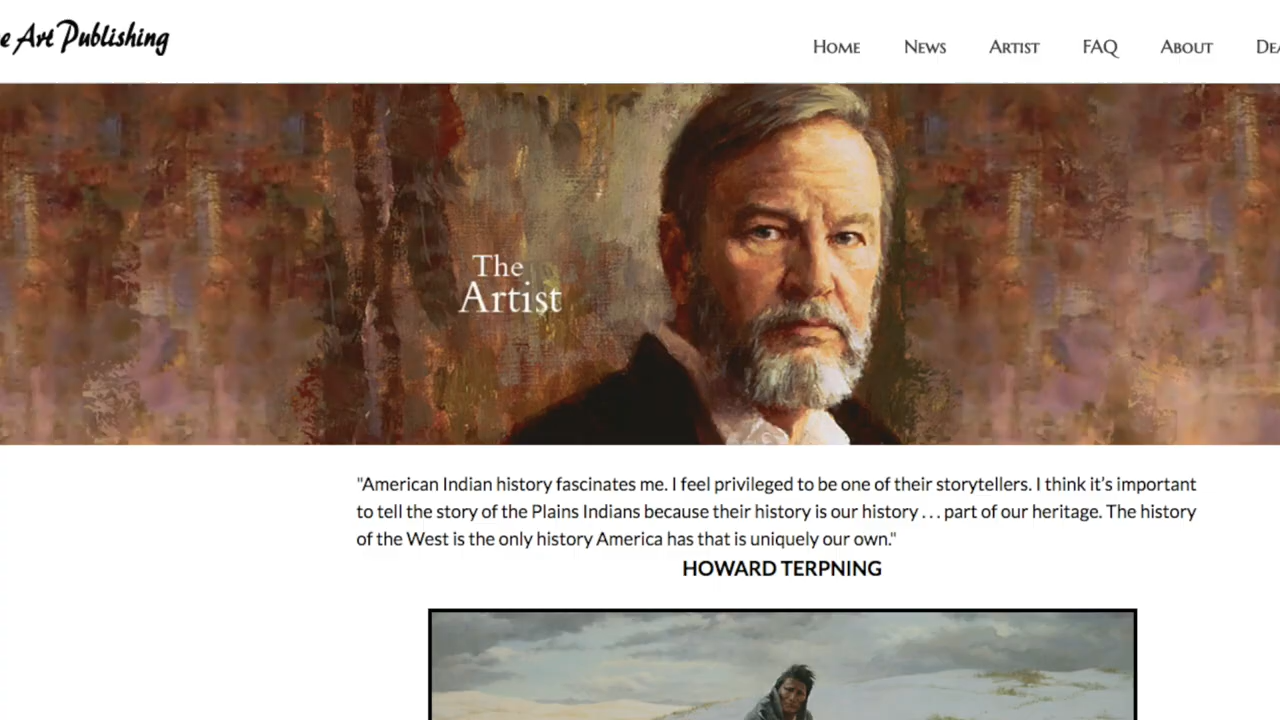 e Art Publishing
Home News Artist FAQ About
The
Artist
"American Indian history fascinates me. I feel privileged to be one of their storytellers. I think it’s important
to tell the story of the Plains Indians because their history is our history . . . part of our heritage. The history
of the West is the only history America has that is uniquely our own."
HOWARD TERPNING